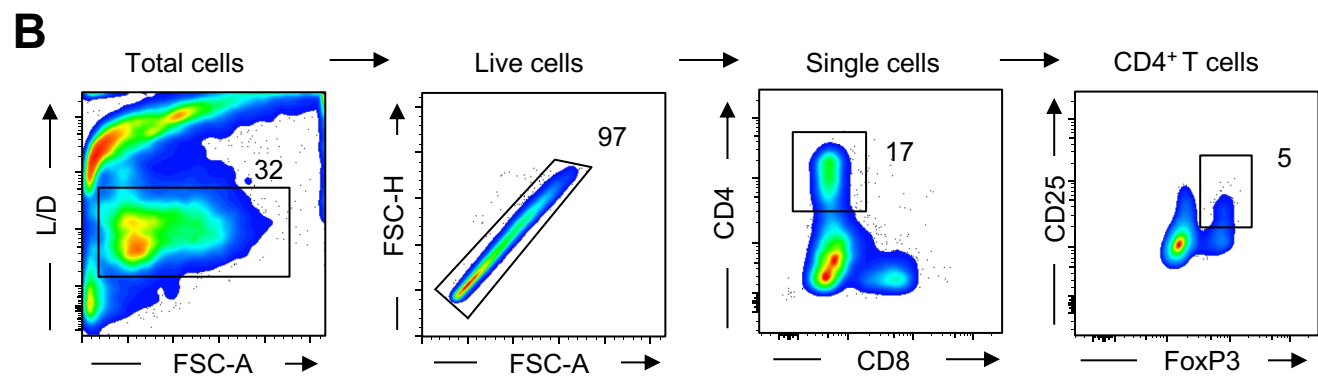 B
Total cells
Live cells
Single cells
CD4+ T cells
32
97
17
5
L/D
FSC-H
CD4
CD25
FSC-A
FSC-A
CD8
FoxP3